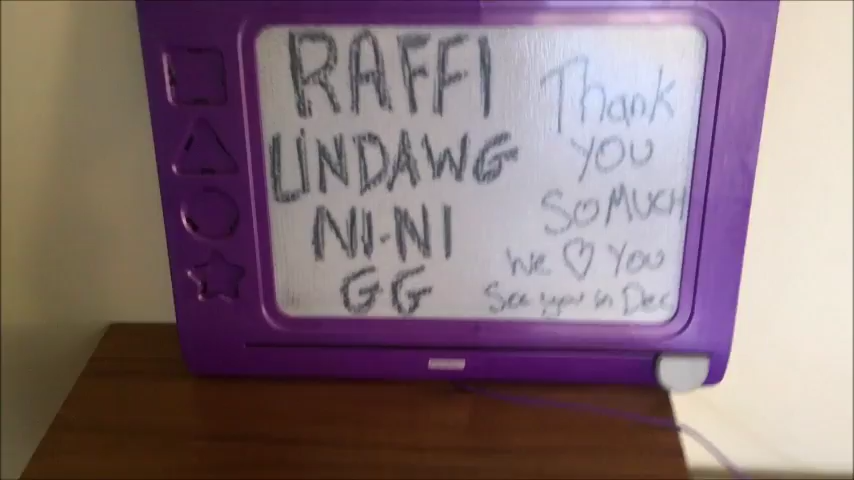 RAFFI
LINDAWG
NI-NI
GG
Thank
YOU
SO MUCH
We ♡ You
See you in Dec